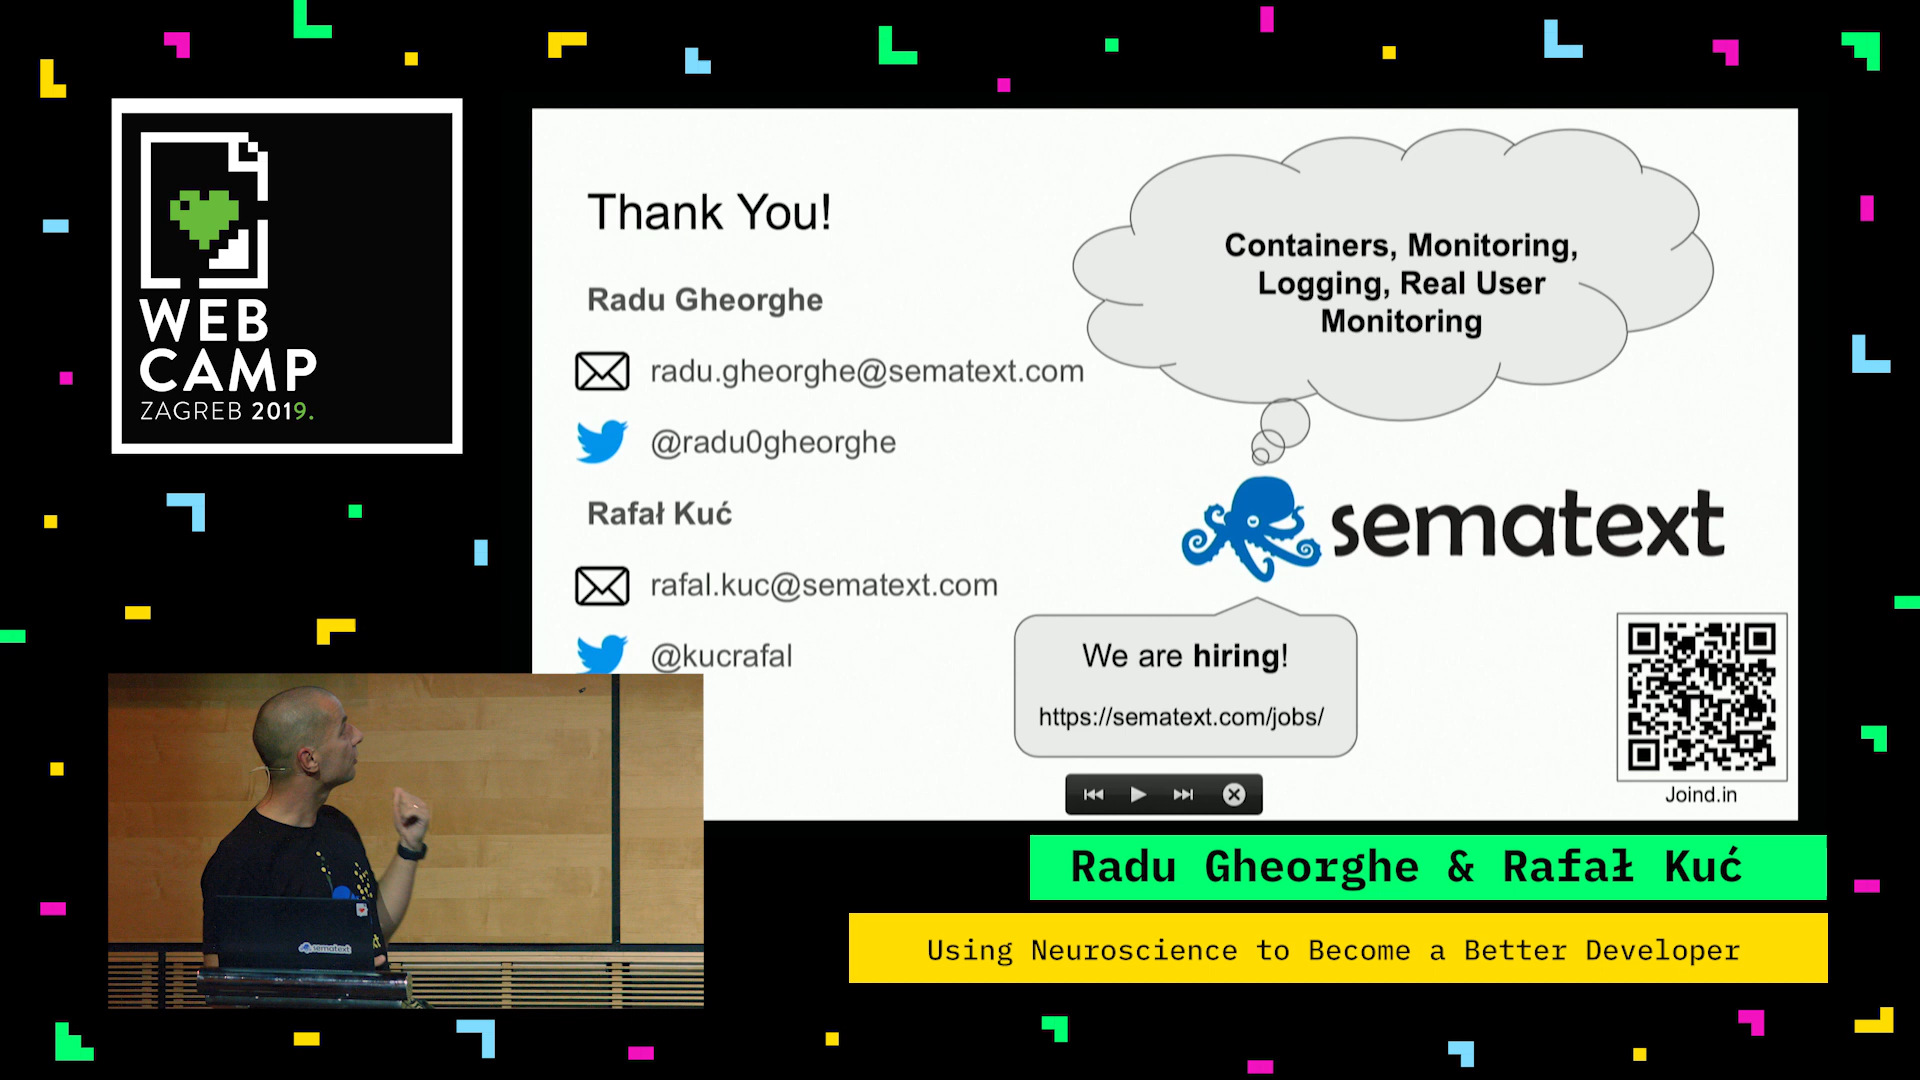 WEB
CAMP
ZAGREB 2019.
Thank You!
Radu Gheorghe
radu.gheorghe@sematext.com
@radu0gheorghe
Rafał Kuć
rafal.kuc@sematext.com
@kucrafal
Containers, Monitoring,
Logging, Real User
Monitoring
sematext
We are hiring!
https://sematext.com/jobs/
Joind.in
sematext
Radu Gheorghe & Rafał Kuć
Using Neuroscience to Become a Better Developer